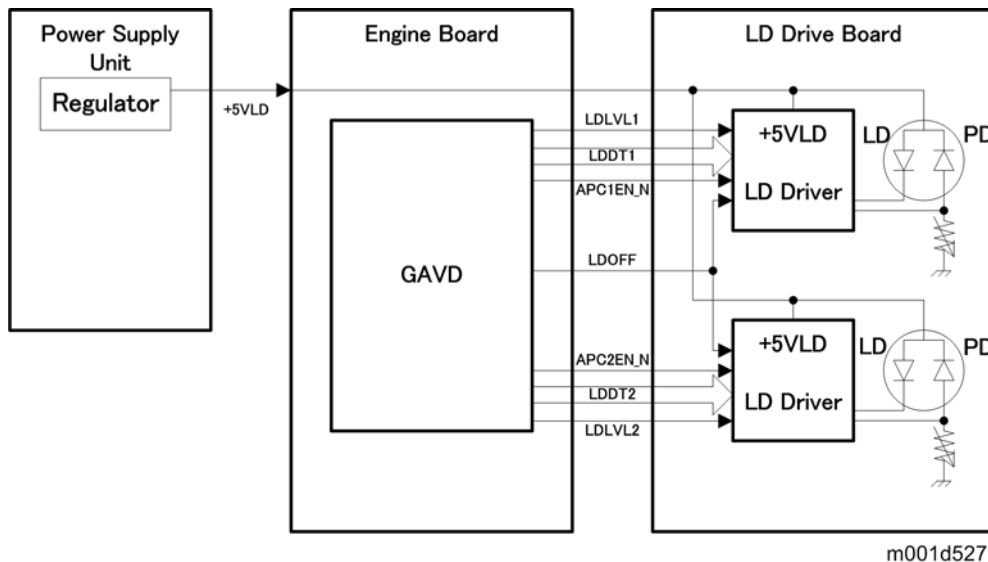 Power Supply
Unit
Regulator
+5VLD
Engine Board
GAVD
LDLVL1
LDDT1
APC1EN_N
LDOFF
APC2EN_N
LDDT2
LDLVL2
LD Drive Board
+5VLD
LD Driver
LD
PD
+5VLD
LD Driver
LD
PD
m001d527